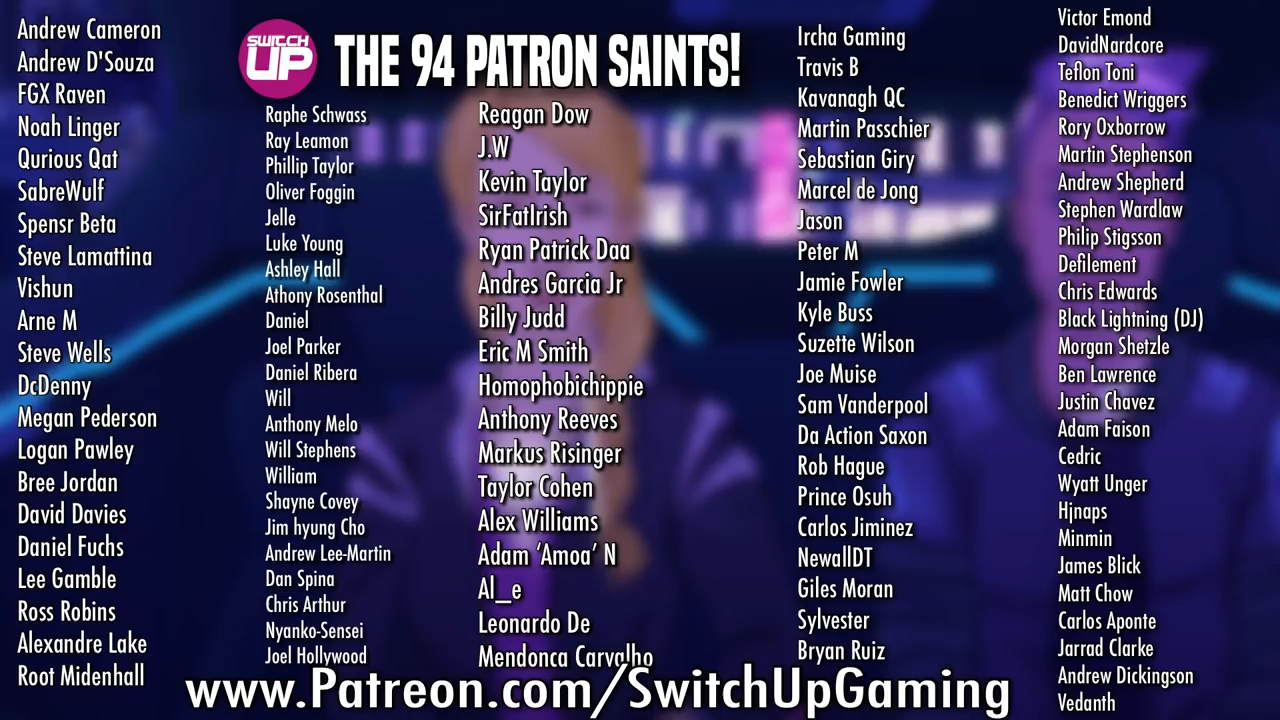 Andrew Cameron
Andrew D'Souza
FGX Raven
Noah Linger
Qurious Qat
SabreWulf
Spensr Beta
Steve Lamattina
Vishun
Arne M
Steve Wells
DcDenny
Megan Pederson
Logan Pawley
Bree Jordan
David Davies
Daniel Fuchs
Lee Gamble
Ross Robins
Alexandre Lake
Root Midenhall
SWITCH
UP
THE 94 PATRON SAINTS!
Raphe Schwass
Ray Leamon
Phillip Taylor
Oliver Foggin
Jelle
Luke Young
Ashley Hall
Athony Rosenthal
Daniel
Joel Parker
Daniel Ribera
Will
Anthony Melo
Will Stephens
William
Shayne Covey
Jim hyung Cho
Andrew Lee-Martin
Dan Spina
Chris Arthur
Nyanko-Sensei
Joel Hollywood
Reagan Dow
J.W
Kevin Taylor
SirFatIrish
Ryan Patrick Daa
Andres Garcia Jr
Billy Judd
Eric M Smith
Homophobichippie
Anthony Reeves
Markus Risinger
Taylor Cohen
Alex Williams
Adam ‘Amoa’ N
Al_e
Leonardo De
Mendonca Carvalho
Ircha Gaming
Travis B
Kavanagh QC
Martin Passchier
Sebastian Giry
Marcel de Jong
Jason
Peter M
Jamie Fowler
Kyle Buss
Suzette Wilson
Joe Muise
Sam Vanderpool
Da Action Saxon
Rob Hague
Prince Osuh
Carlos Jiminez
NewallDT
Giles Moran
Sylvester
Bryan Ruiz
Victor Emond
DavidNardcore
Teflon Toni
Benedict Wriggers
Rory Oxborrow
Martin Stephenson
Andrew Shepherd
Stephen Wardlaw
Philip Stigsson
Defilement
Chris Edwards
Black Lightning (DJ)
Morgan Shetzle
Ben Lawrence
Justin Chavez
Adam Faison
Cedric
Wyatt Unger
Hjnaps
Minmin
James Blick
Matt Chow
Carlos Aponte
Jarrad Clarke
Andrew Dickingson
Vedanth
www.Patreon.com/SwitchUpGaming